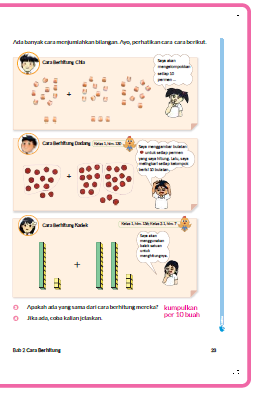 Ada banyak cara menjumlahkan bilangan. Ayo, perhatikan cara-cara berikut.
Cara Berhitung Chia
Saya akan
mengelompokkan
setiap 10
permen ...
+
Cara Berhitung Dadang
Kelas 1, hlm. 130
Saya menggambar bulatan
untuk setiap permen
yang saya hitung. Lalu, saya
melingkari setiap kelompok
berisi 10 bulatan...
+
Cara Berhitung Kadek
Kelas 1, hlm. 136; Kelas 2.1, hlm. 7
Saya akan
menggunakan
balok satuan
untuk
menghitungnya.
+
Apakah ada yang sama dari cara berhitung mereka?
kumpulkan
per 10 buah
Jika ada, coba kalian jelaskan.
Bab 2 Cara Berhitung
23